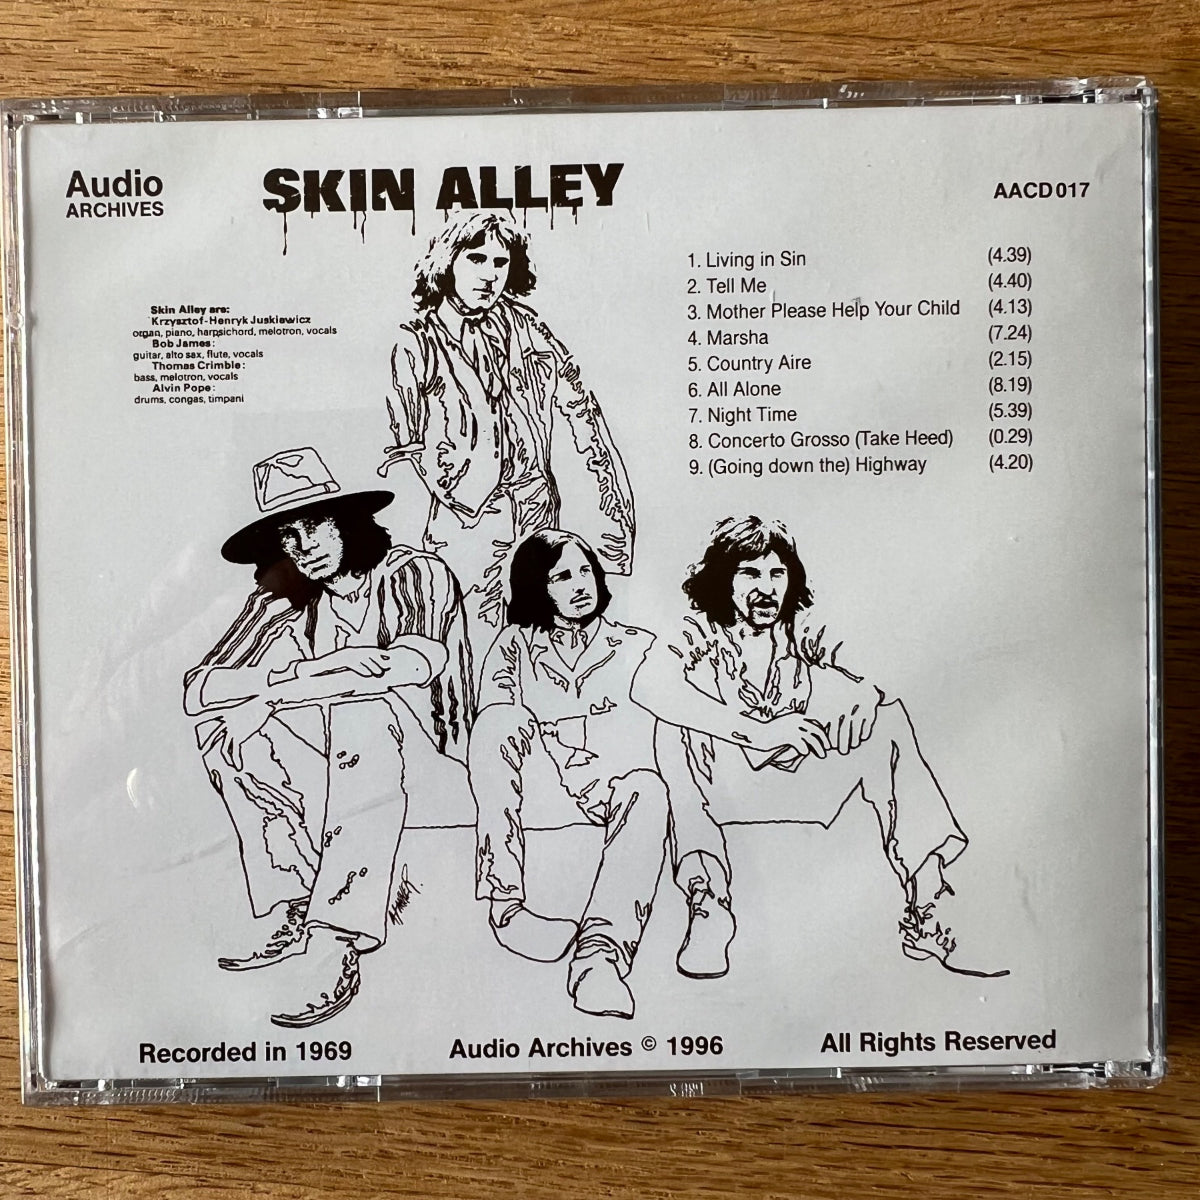 Audio
ARCHIVES
SKIN ALLEY
AACD 017
Skin Alley are:
Krzysztof-Henryk Juskiewicz
organ, piano, harpsichord, melotron, vocals
Bob James:
guitar, alto sax, flute, vocals
Thomas Crimble:
bass, melotron, vocals
Alvin Pope:
drums, congas, timpani
1. Living in Sin (4.39)
2. Tell Me (4.40)
3. Mother Please Help Your Child (4.13)
4. Marsha (7.24)
5. Country Aire (2.15)
6. All Alone (8.19)
7. Night Time (5.39)
8. Concerto Grosso (Take Heed) (0.29)
9. (Going down the) Highway (4.20)
Recorded in 1969 Audio Archives © 1996 All Rights Reserved